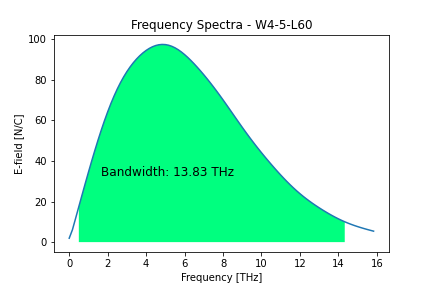 Frequency Spectra - W4-5-L60
E-field [N/C]
100
80
60
40
20
0
Bandwidth: 13.83 THz
0 2 4 6 8 10 12 14 16
Frequency [THz]